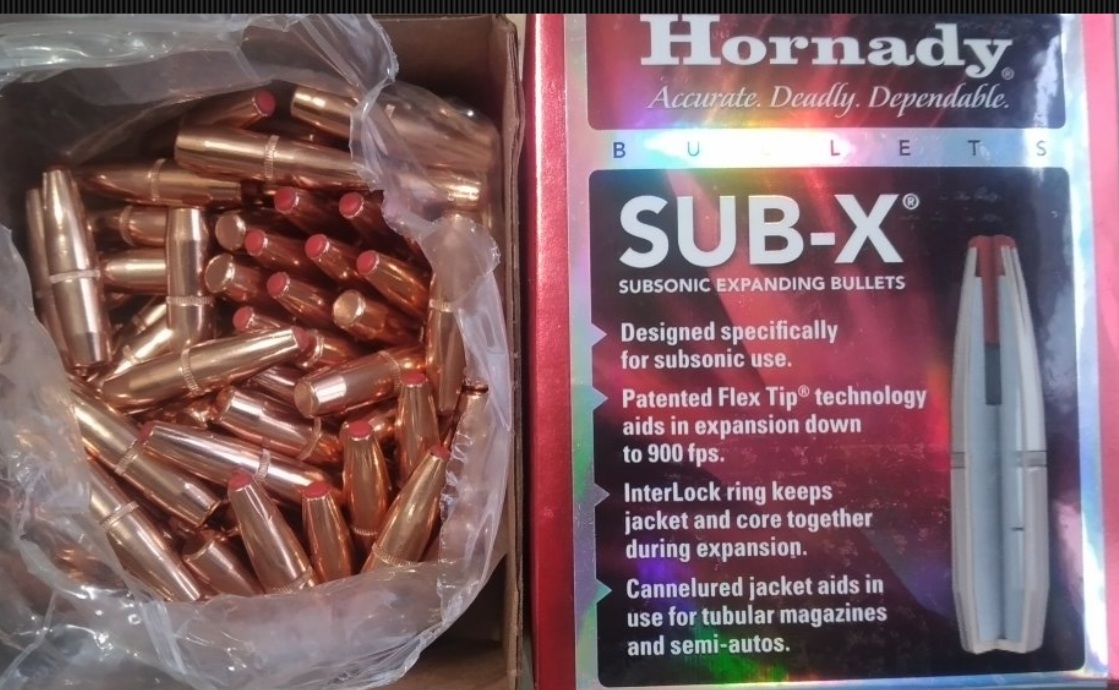 Hornady®
Accurate. Deadly. Dependable.
BULLETS
SUB-X®
SUBSONIC EXPANDING BULLETS
Designed specifically
for subsonic use.
Patented Flex Tip® technology
aids in expansion down
to 900 fps.
InterLock ring keeps
jacket and core together
during expansion.
Cannelured jacket aids in
use for tubular magazines
and semi-autos.